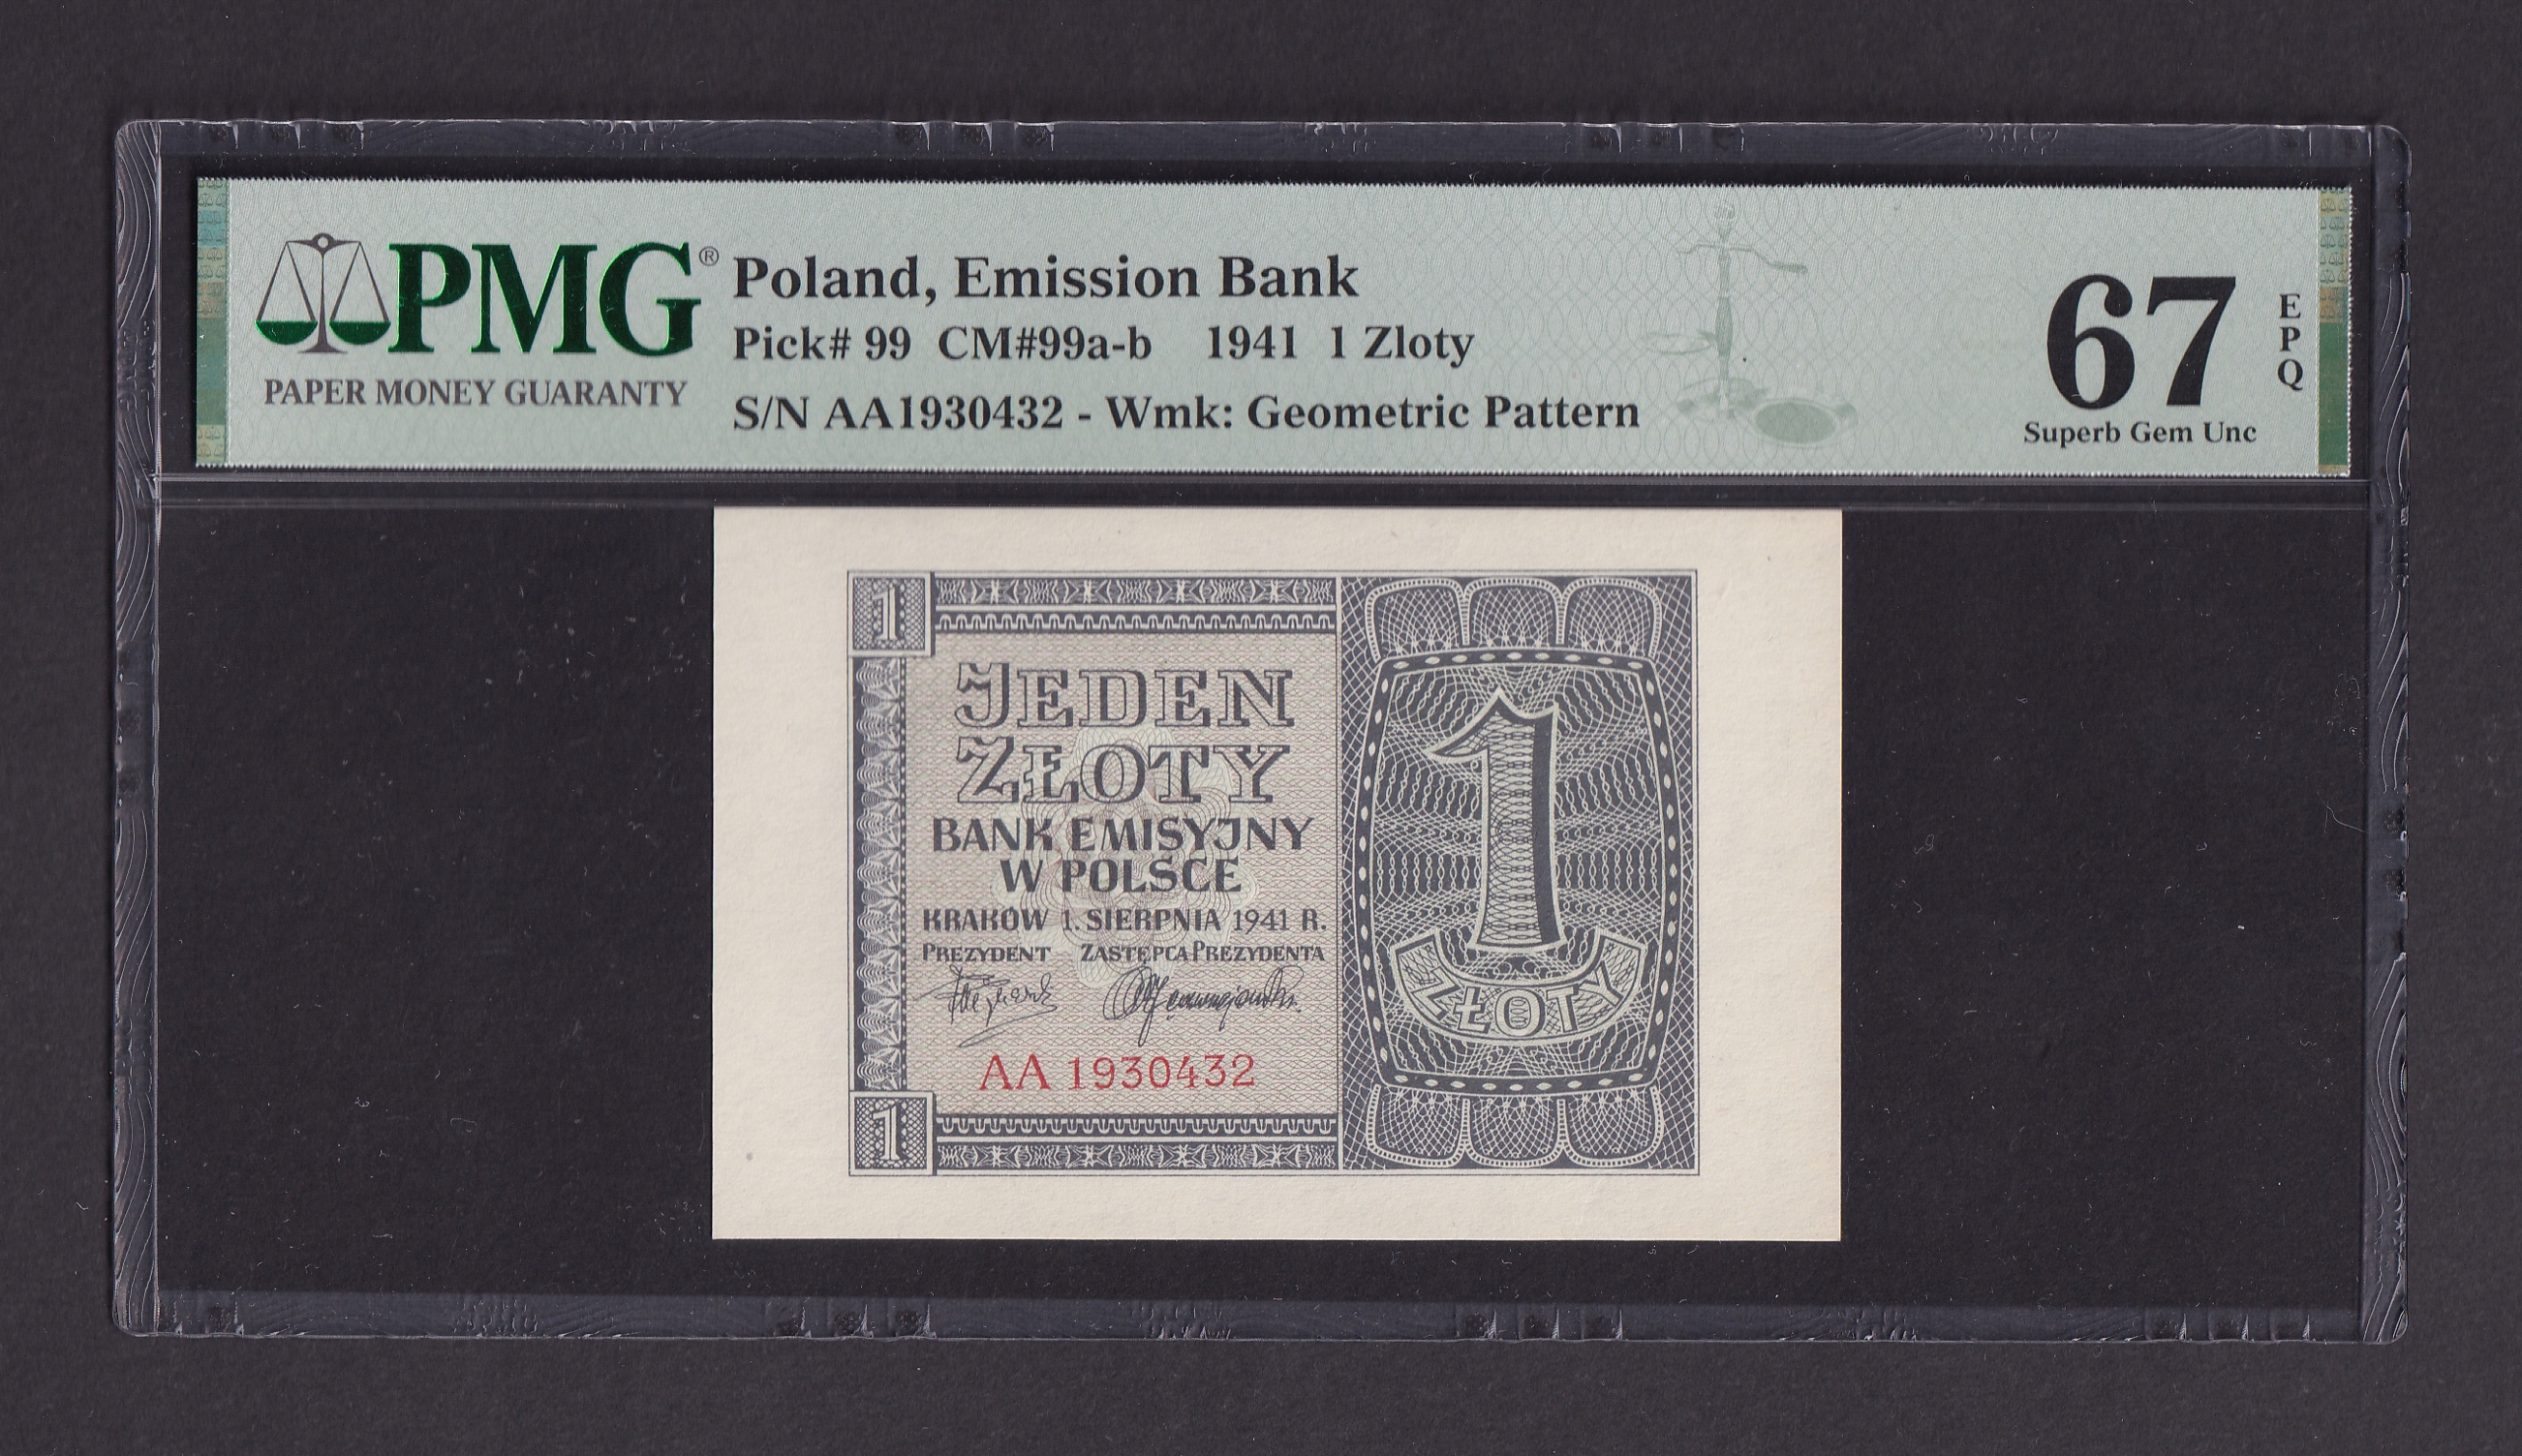 PMG®
PAPER MONEY GUARANTY
Poland, Emission Bank
Pick# 99 CM#99a-b 1941 1 Zloty
S/N AA1930432 - Wmk: Geometric Pattern
67
EPQ
Superb Gem Unc
1
JEDEN
ZŁOTY
BANK EMISYJNY
W POLSCE
KRAKÓW 1. SIERPNIA 1941 R.
PREZYDENT ZASTĘPCA PREZYDENTA
AA 1930432
1
1
ZŁOTY